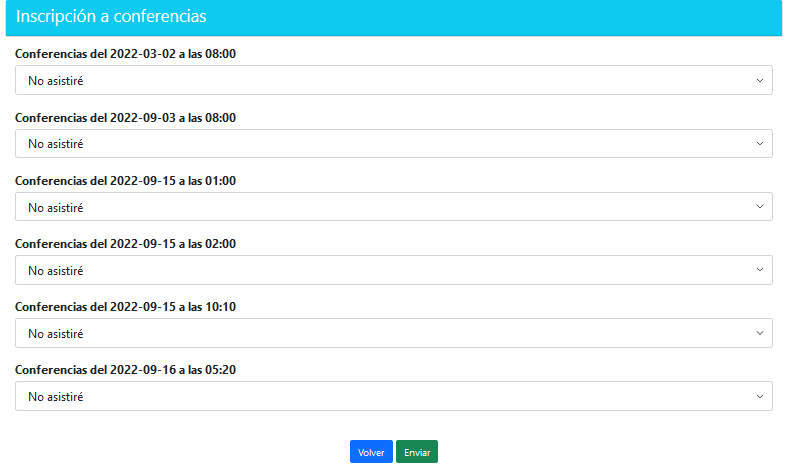 Inscripción a conferencias
Conferencias del 2022-03-02 a las 08:00
No asistiré
Conferencias del 2022-09-03 a las 08:00
No asistiré
Conferencias del 2022-09-15 a las 01:00
No asistiré
Conferencias del 2022-09-15 a las 02:00
No asistiré
Conferencias del 2022-09-15 a las 10:10
No asistiré
Conferencias del 2022-09-16 a las 05:20
No asistiré
Volver Enviar